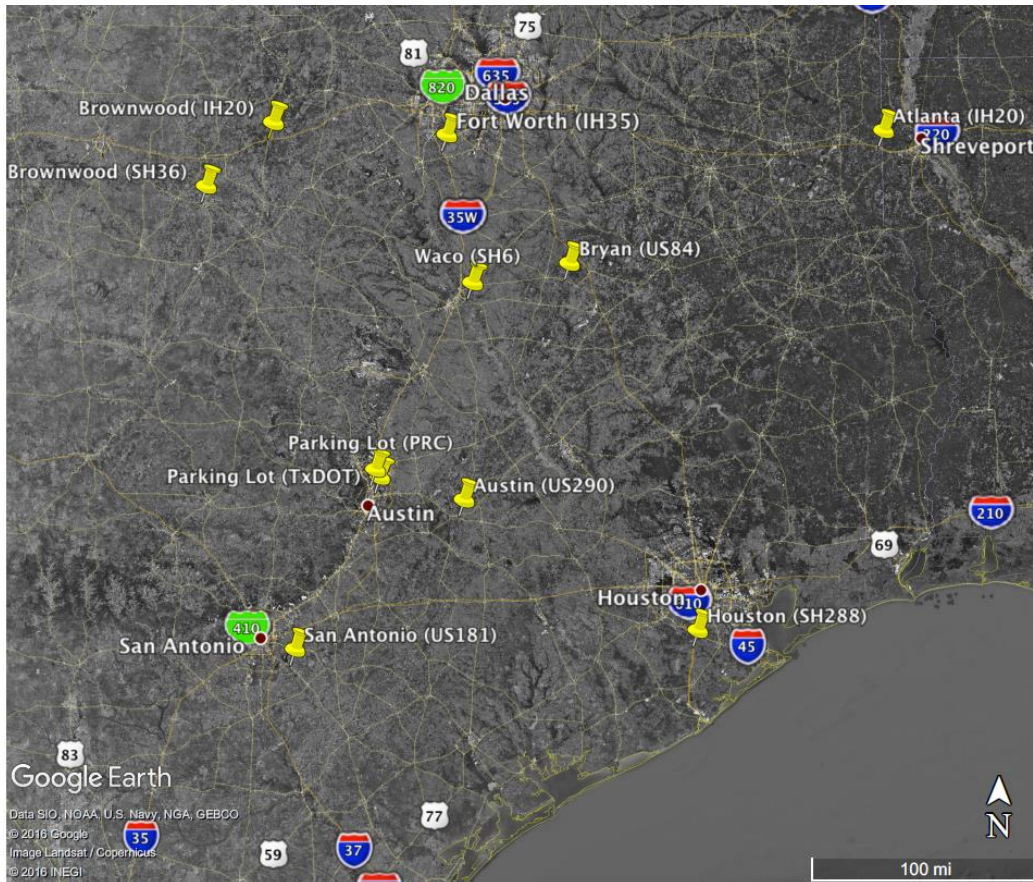 75
81
635
820
Dallas
Brownwood( IH20)
Fort Worth (IH35)
Atlanta (IH20)
220
Shreveport
Brownwood (SH36)
35W
Waco (SH6)
Bryan (US84)
Parking Lot (PRC)
Parking Lot (TxDOT)
Austin (US290)
Austin
210
69
Houston
610
Houston (SH288)
410
San Antonio
San Antonio (US181)
45
83
Google Earth
Data SIO, NOAA, U.S. Navy, NGA, GEBCO
© 2016 Google
Image Landsat / Copernicus
© 2016 INEGI
77
35
59
37
N
100 mi